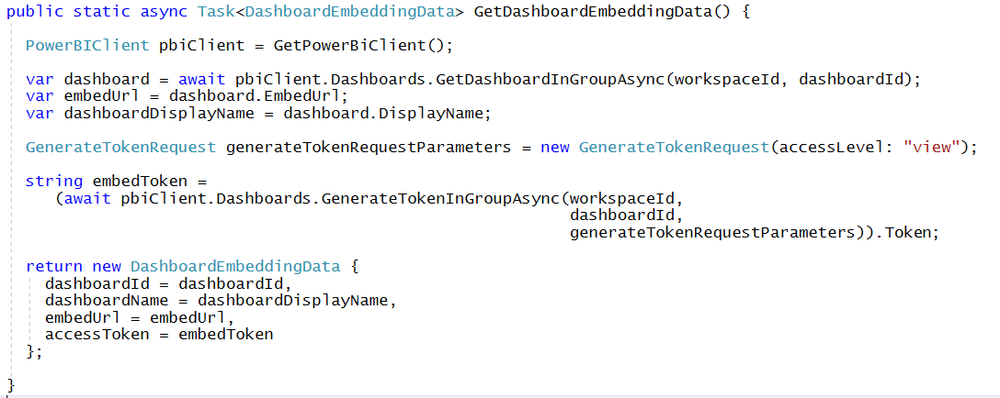 public static async Task<DashboardEmbeddingData> GetDashboardEmbeddingData() {
PowerBIClient pbiClient = GetPowerBiClient();
var dashboard = await pbiClient.Dashboards.GetDashboardInGroupAsync(workspaceId, dashboardId);
var embedUrl = dashboard.EmbedUrl;
var dashboardDisplayName = dashboard.DisplayName;
GenerateTokenRequest generateTokenRequestParameters = new GenerateTokenRequest(accessLevel: "view");
string embedToken =
(await pbiClient.Dashboards.GenerateTokenInGroupAsync(workspaceId,
dashboardId,
generateTokenRequestParameters)).Token;
return new DashboardEmbeddingData {
dashboardId = dashboardId,
dashboardName = dashboardDisplayName,
embedUrl = embedUrl,
accessToken = embedToken
};
}